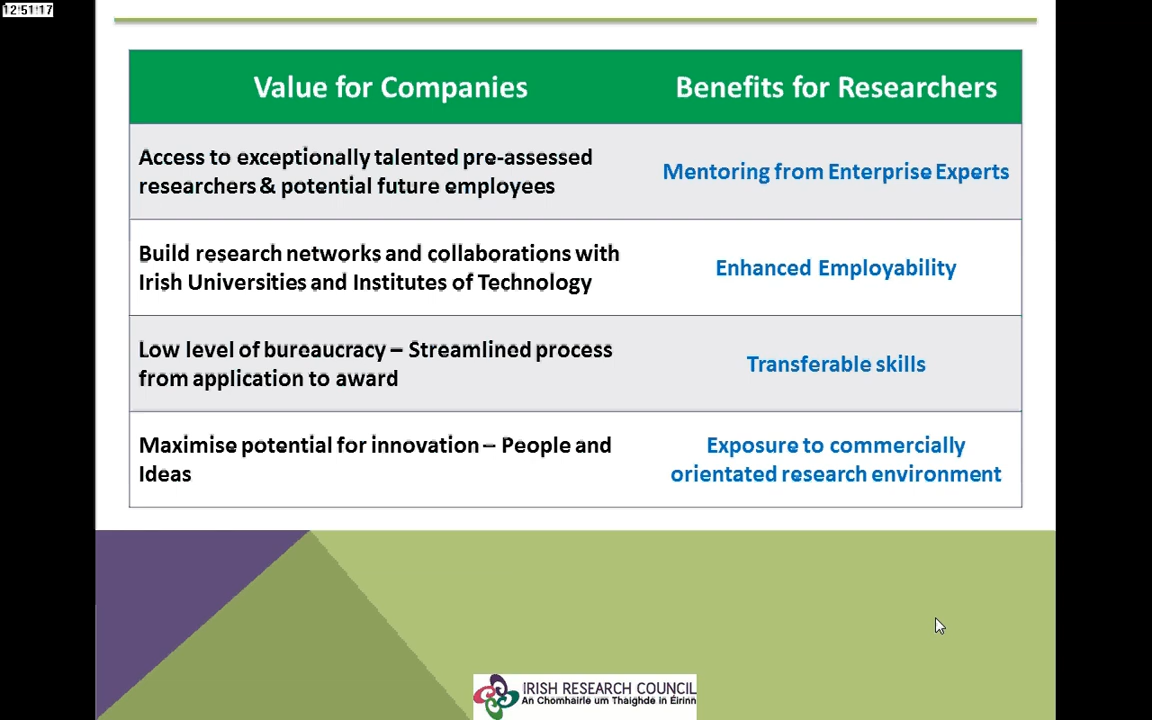 12:51:17
Value for Companies
Benefits for Researchers
Access to exceptionally talented pre-assessed
researchers & potential future employees
Mentoring from Enterprise Experts
Build research networks and collaborations with
Irish Universities and Institutes of Technology
Enhanced Employability
Low level of bureaucracy – Streamlined process
from application to award
Transferable skills
Maximise potential for innovation – People and
Ideas
Exposure to commercially
orientated research environment
IRISH RESEARCH COUNCIL
An Chomhairle um Thaighde in Éirinn